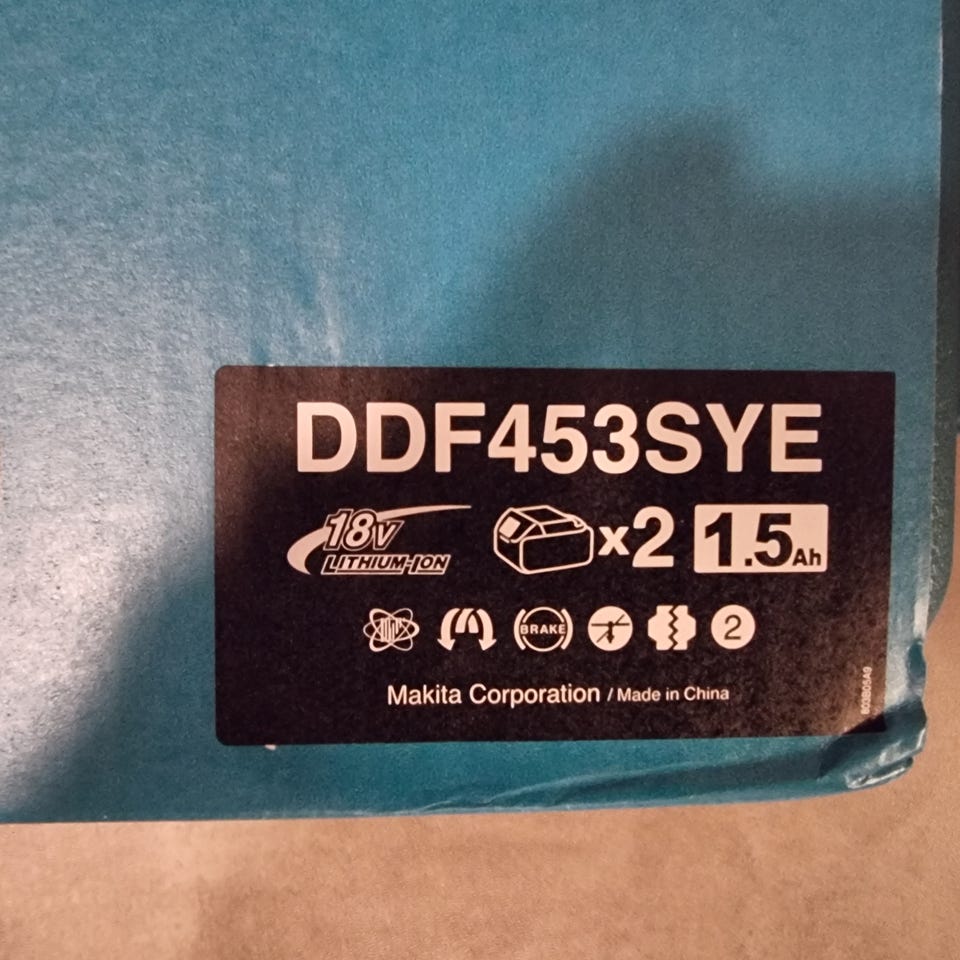 DDF453SYE
18V LITHIUM-ION
x2
1.5Ah
BRAKE
2
Makita Corporation / Made in China